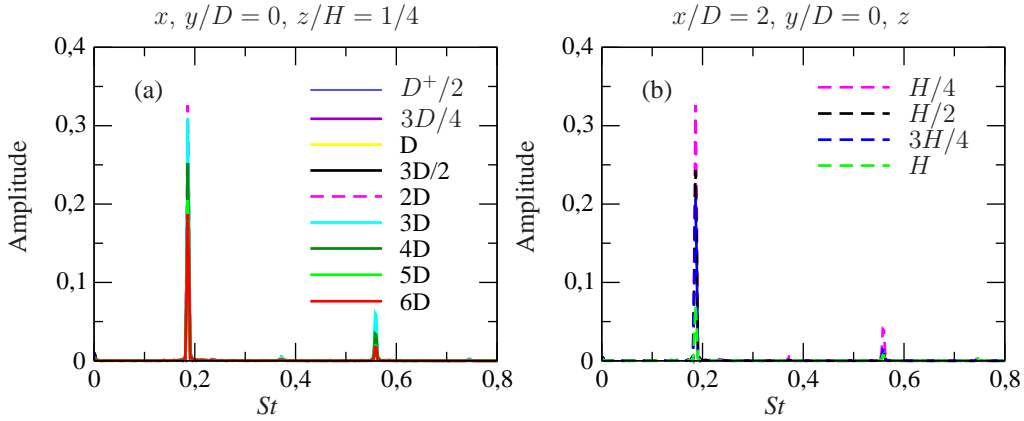 x, y/D = 0, z/H = 1/4
Amplitude
0,4
0,3
0,2
0,1
0
(a)
D⁺/2
3D/4
D
3D/2
2D
3D
4D
5D
6D
0
0,2
0,4
0,6
0,8
St
x/D = 2, y/D = 0, z
Amplitude
0,4
0,3
0,2
0,1
0
(b)
H/4
H/2
3H/4
H
0
0,2
0,4
0,6
0,8
St